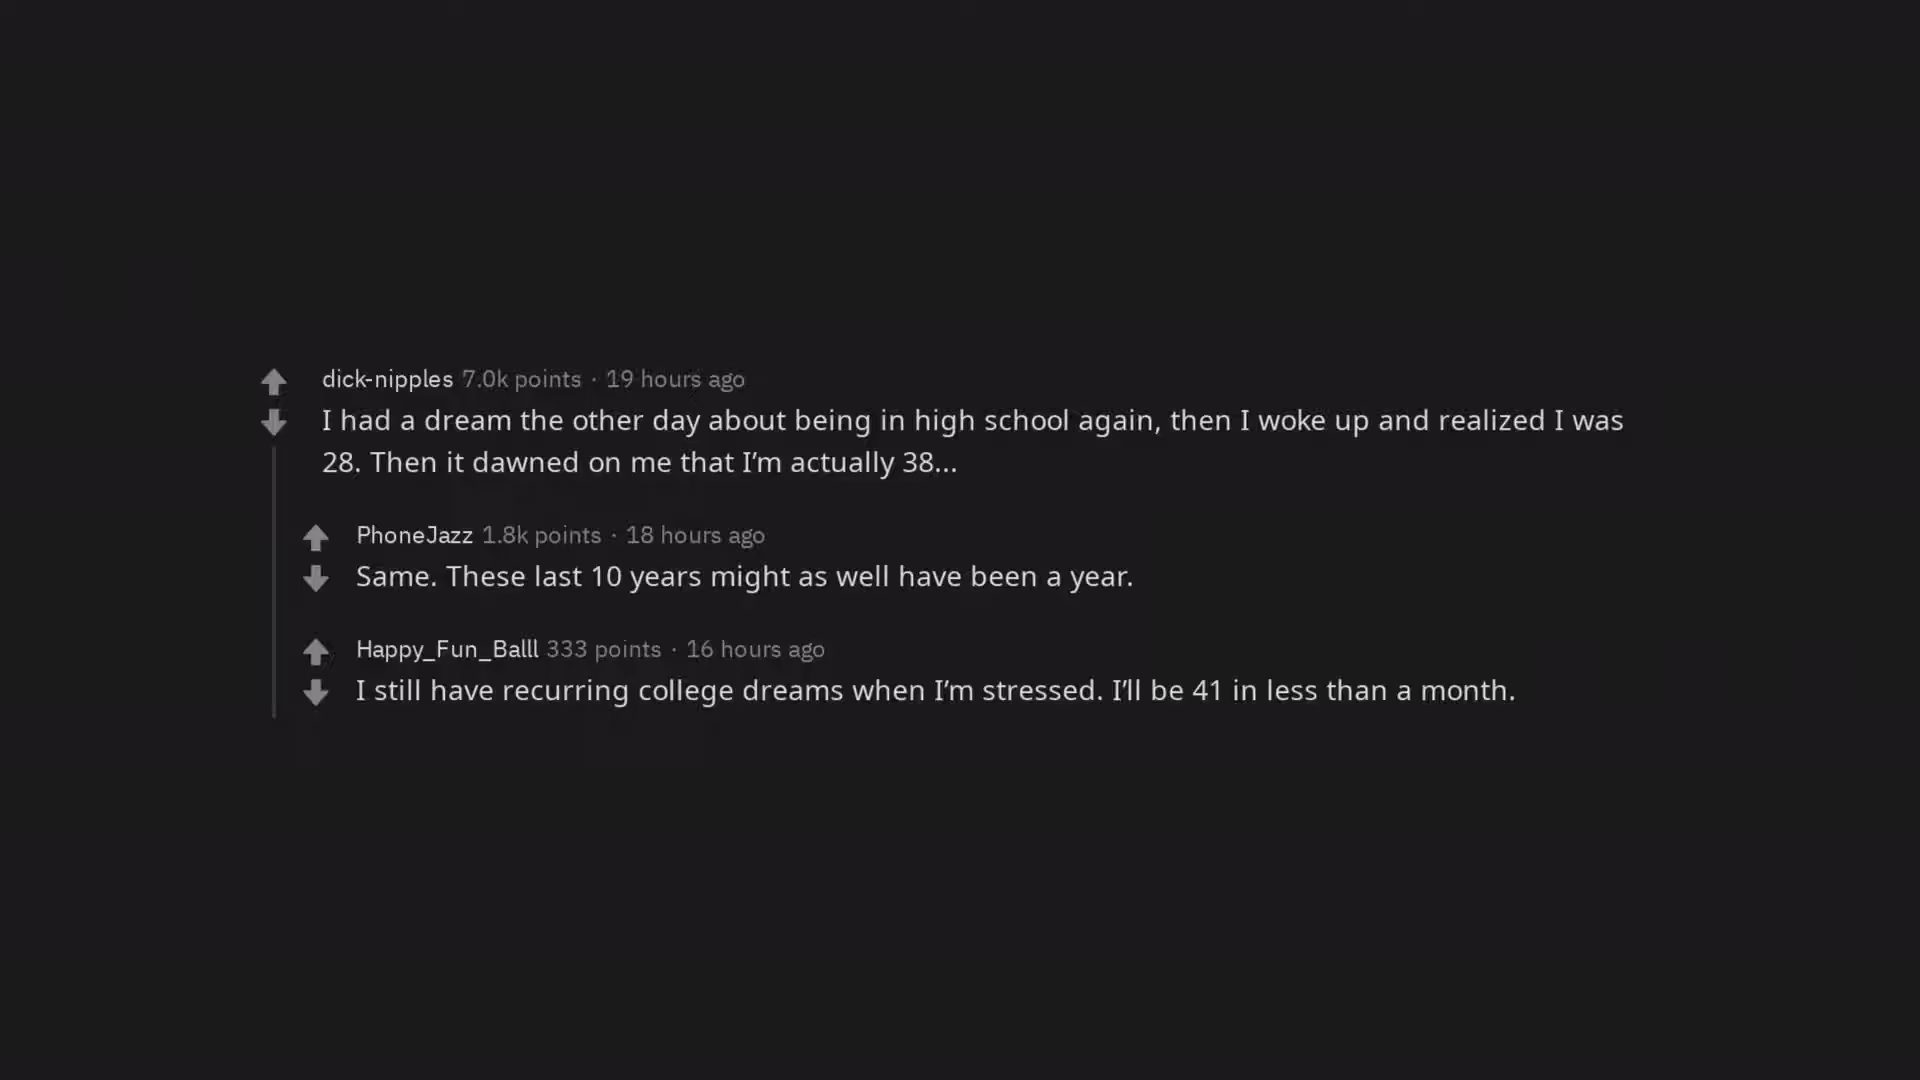 dick-nipples 7.0k points · 19 hours ago
I had a dream the other day about being in high school again, then I woke up and realized I was
28. Then it dawned on me that I’m actually 38...
PhoneJazz 1.8k points · 18 hours ago
Same. These last 10 years might as well have been a year.
Happy_Fun_Balll 333 points · 16 hours ago
I still have recurring college dreams when I’m stressed. I’ll be 41 in less than a month.